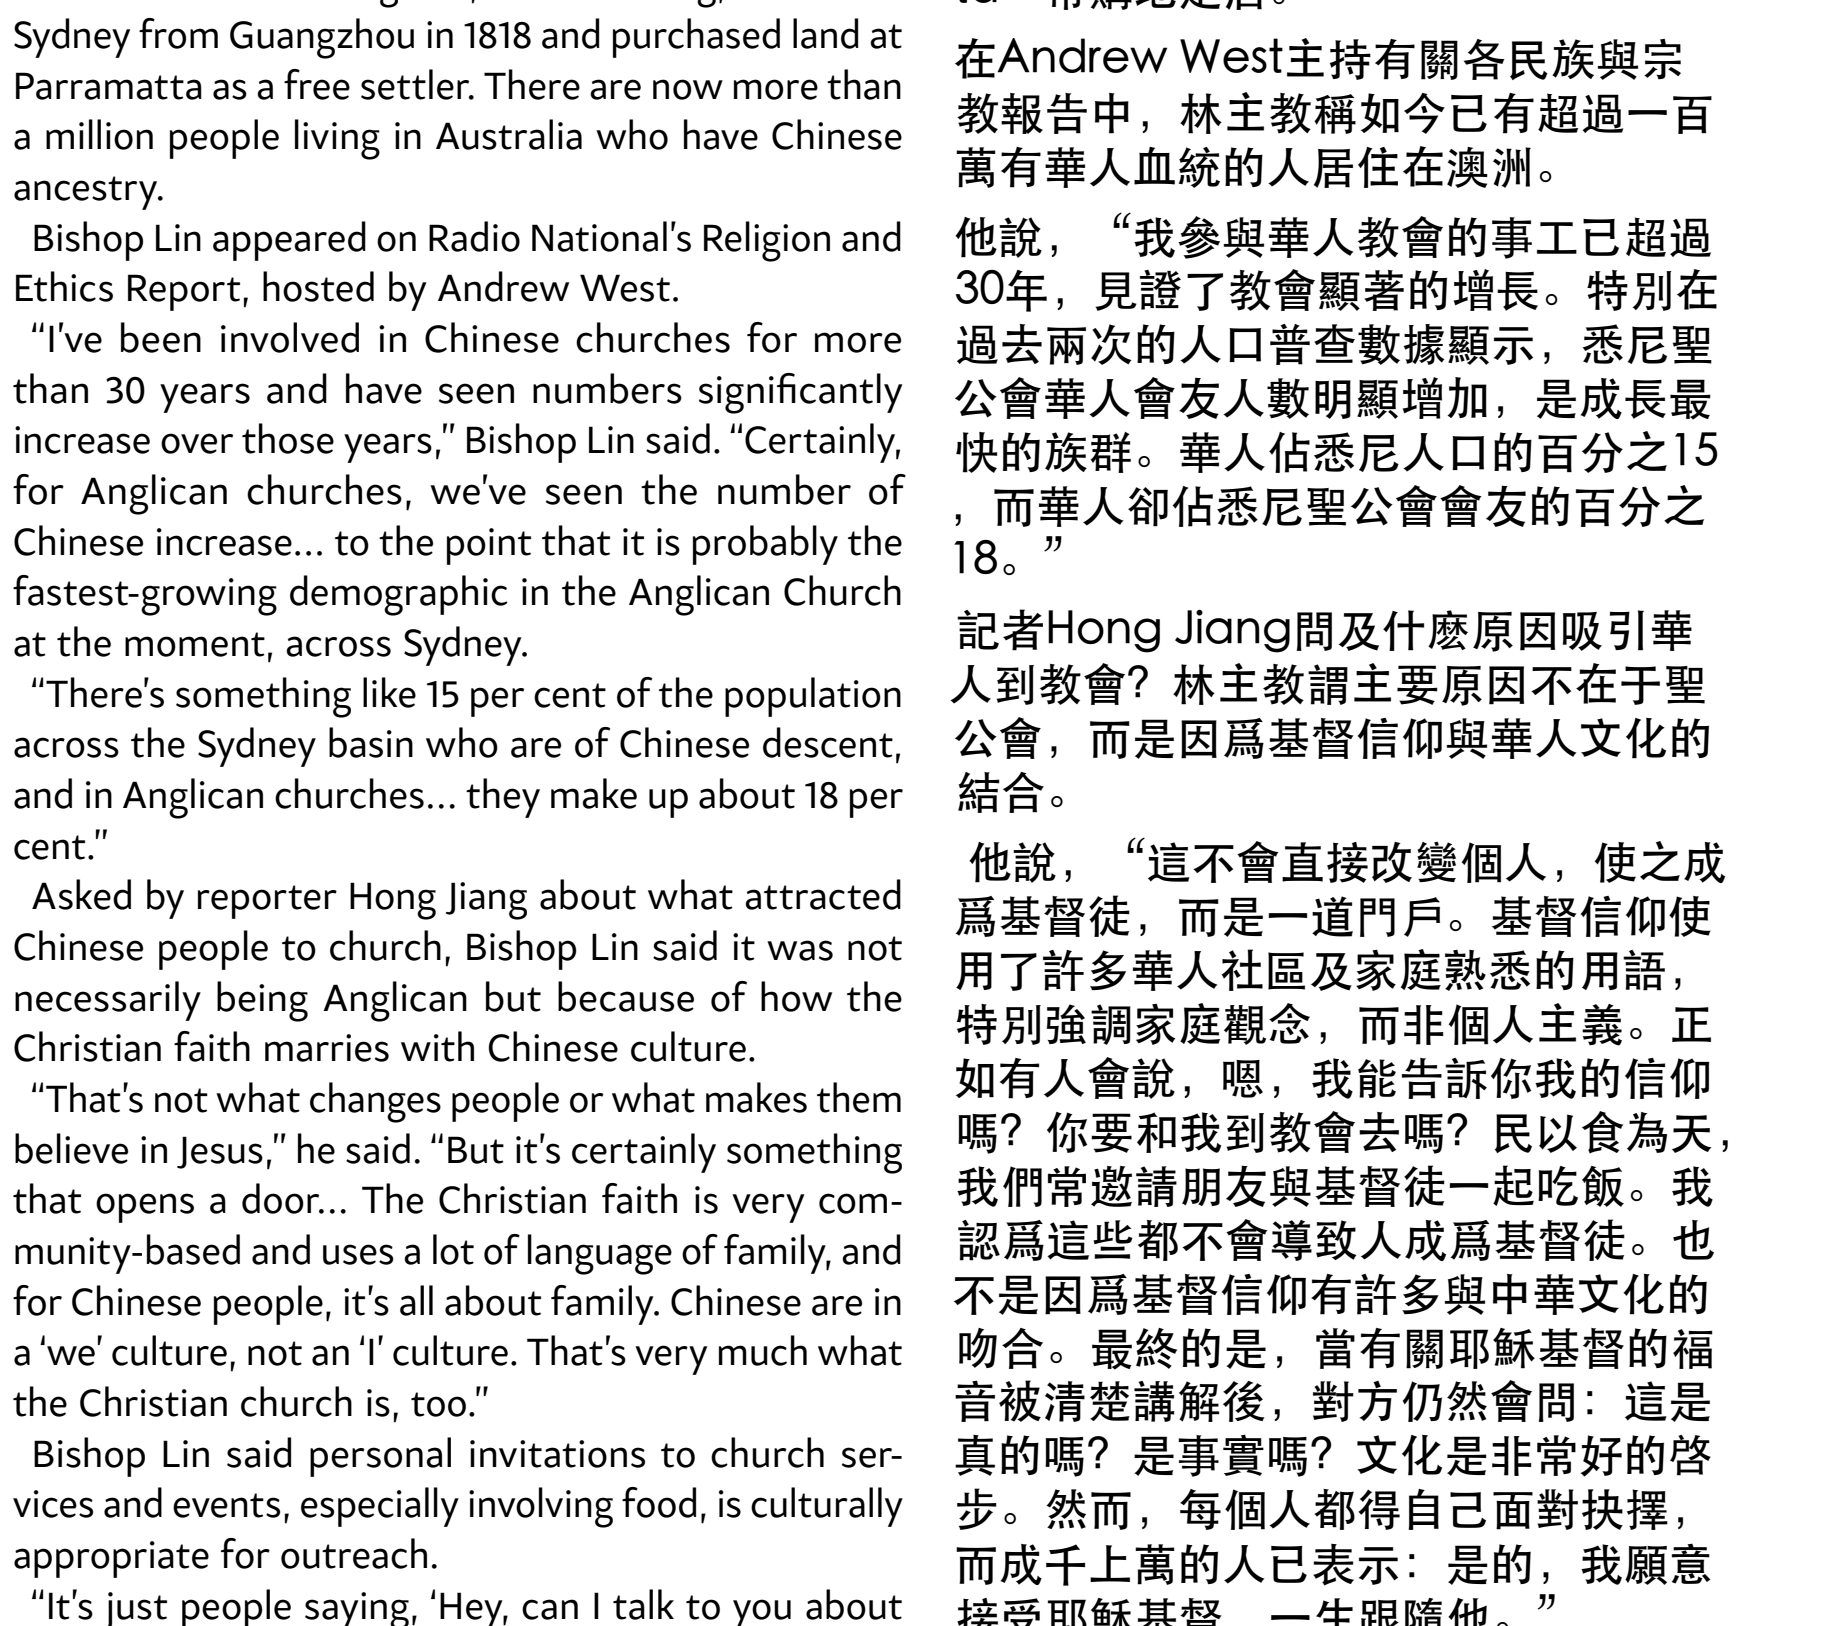 Sydney from Guangzhou in 1818 and purchased land at
Parramatta as a free settler. There are now more than
a million people living in Australia who have Chinese
ancestry.
Bishop Lin appeared on Radio National's Religion and
Ethics Report, hosted by Andrew West.
“I've been involved in Chinese churches for more
than 30 years and have seen numbers significantly
increase over those years,” Bishop Lin said. “Certainly,
for Anglican churches, we've seen the number of
Chinese increase... to the point that it is probably the
fastest-growing demographic in the Anglican Church
at the moment, across Sydney.
“There's something like 15 per cent of the population
across the Sydney basin who are of Chinese descent,
and in Anglican churches... they make up about 18 per
cent.”
Asked by reporter Hong Jiang about what attracted
Chinese people to church, Bishop Lin said it was not
necessarily being Anglican but because of how the
Christian faith marries with Chinese culture.
“That's not what changes people or what makes them
believe in Jesus,” he said. “But it's certainly something
that opens a door... The Christian faith is very com-
munity-based and uses a lot of language of family, and
for Chinese people, it's all about family. Chinese are in
a ‘we’ culture, not an ‘I’ culture. That's very much what
the Christian church is, too.”
Bishop Lin said personal invitations to church ser-
vices and events, especially involving food, is culturally
appropriate for outreach.
“It's just people saying, ‘Hey, can I talk to you about
在Andrew West主持有關各民族與宗
教報告中，林主教稱如今已有超過一百
萬有華人血統的人居住在澳洲。
他說，“我參與華人教會的事工已超過
30年，見證了教會顯著的增長。特別在
過去兩次的人口普查數據顯示，悉尼聖
公會華人會友人數明顯增加，是成長最
快的族群。華人佔悉尼人口的百分之15
，而華人卻佔悉尼聖公會會友的百分之
18。”
記者Hong Jiang問及什麽原因吸引華
人到教會？林主教謂主要原因不在于聖
公會，而是因爲基督信仰與華人文化的
結合。
他說，“這不會直接改變個人，使之成
爲基督徒，而是一道門戶。基督信仰使
用了許多華人社區及家庭熟悉的用語，
特別強調家庭觀念，而非個人主義。正
如有人會說，嗯，我能告訴你我的信仰
嗎？你要和我到教會去嗎？民以食為天，
我們常邀請朋友與基督徒一起吃飯。我
認爲這些都不會導致人成爲基督徒。也
不是因爲基督信仰有許多與中華文化的
吻合。最終的是，當有關耶穌基督的福
音被清楚講解後，對方仍然會問：這是
真的嗎？是事實嗎？文化是非常好的啓
步。然而，每個人都得自己面對抉擇，
而成千上萬的人已表示：是的，我願意
接受耶穌基督，一生跟隨他。”